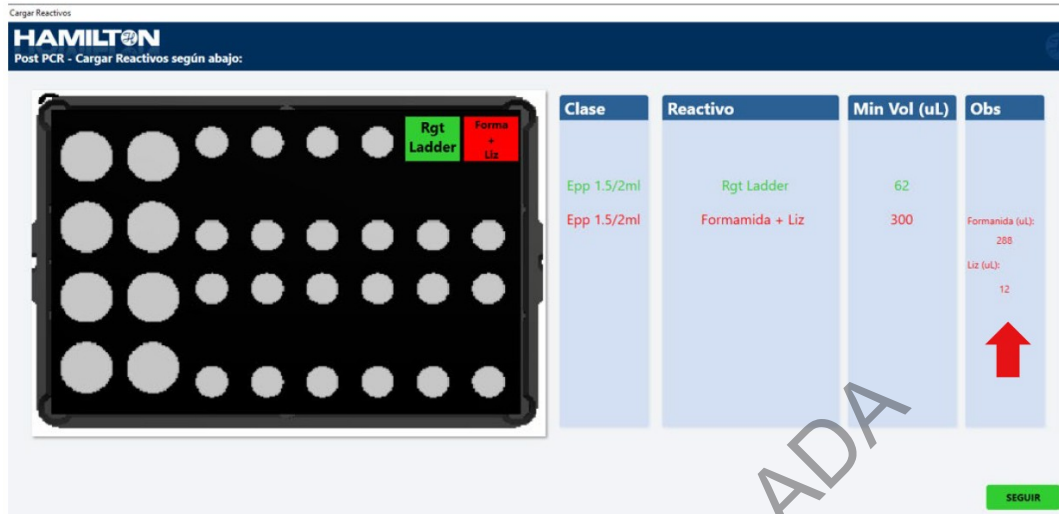 Cargar Reactivos
HAMILTON
Post PCR - Cargar Reactivos según abajo:
Rgt
Ladder
Forma
+
Liz
Clase
Reactivo
Min Vol (uL)
Obs
Epp 1.5/2ml
Rgt Ladder
62
Epp 1.5/2ml
Formamida + Liz
300
Formanida (uL):
288
Liz (uL):
12
ADA
SEGUIR